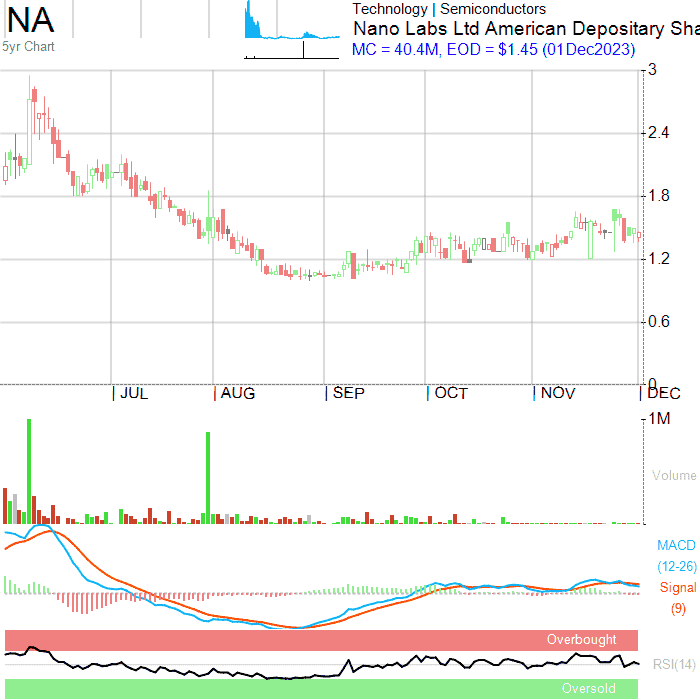 NA
5yr Chart
Technology | Semiconductors
Nano Labs Ltd American Depositary Sha
MC = 40.4M, EOD = $1.45 (01Dec2023)
3
2.4
1.8
1.2
0.6
0
| JUL | AUG | SEP | OCT | NOV | DEC
1M
Volume
MACD
(12-26)
Signal
(9)
Overbought
RSI(14)
Oversold